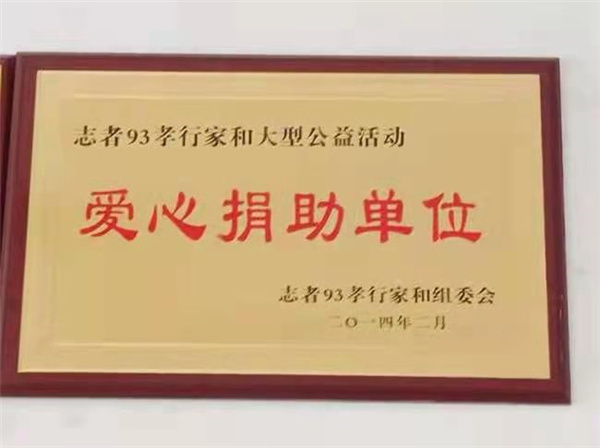 志者93孝行家和大型公益活动
爱心捐助单位
志者93孝行家和组委会
二〇一四年二月